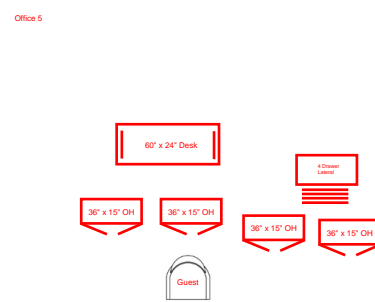 Office 5
60" x 24" Desk
4 Drawer
Lateral
36" x 15" OH
36" x 15" OH
36" x 15" OH
36" x 15" OH
Guest